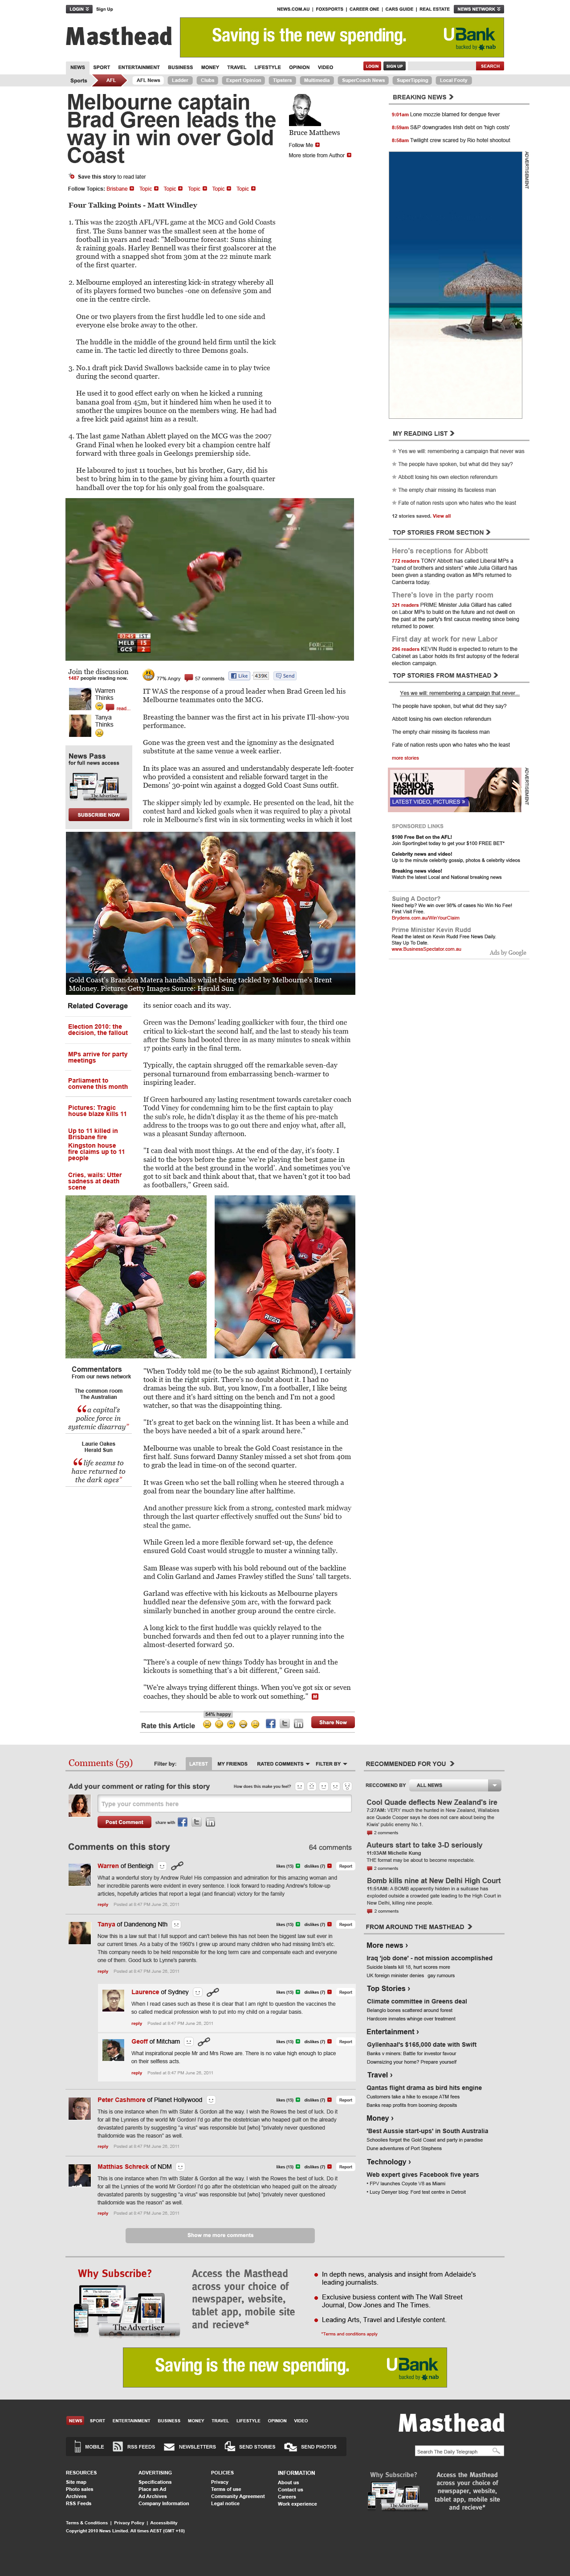 LOGIN
Sign Up
NEWS.COM.AU | FOXSPORTS | CAREER ONE | CARS GUIDE | REAL ESTATE
NEWS NETWORK
Masthead
Saving is the new spending.
UBank
backed by nab
NEWS SPORT ENTERTAINMENT BUSINESS MONEY TRAVEL LIFESTYLE OPINION VIDEO
LOGIN
SIGN UP
SEARCH
Sports
AFL
AFL News
Ladder
Clubs
Expert Opinion
Tipsters
Multimedia
SuperCoach News
SuperTipping
Local Footy
Melbourne captain
Brad Green leads the
way in win over Gold
Coast
Save this story to read later
Follow Topics: Brisbane Topic Topic Topic Topic Topic
Bruce Matthews
Follow Me
More store from Author
Four Talking Points - Matt Windley
1. This was the 2205th AFL/VFL game at the MCG and Gold Coasts
first. The Suns banner was the smallest seen at the home of
football in years and read: "Melbourne forecast: Suns shining
& raining goals. Harley Bennell was their first goalscorer at the
ground with a snapped shot from 30m at the 22 minute mark
of the first quarter.
2. Melbourne employed an interesting kick-in strategy whereby all
of its players formed two bunches -one on defensive 50m and
one in the centre circle.
One or two players from the first huddle led to one side and
everyone else broke away to other.
The huddle in the middle of the ground held firm until the kick
came in. The tactic led directly to three Demons goals.
3. No.1 draft pick David Swallows backside came in to play twice
during the second quarter.
He used it to good effect early on when he kicked a running
banana goal from 45m, but it hindered him when he used it to
smother the umpires bounce on the members wing. He had had
a free kick paid against him as a result.
4. The last game Nathan Ablett played on the MCG was the 2007
Grand Final when he looked every bit a champion centre half
forward with three goals in Geelongs premiership side.
He laboured to just 11 touches, but his brother, Gary, did his
best to bring him in to the game by giving him a fourth quarter
handball over the top for his only goal from the goalsquare.
7
03:45 1ST
MELB 15 2
GCS 2
Join the discussion
1487 people reading now.
Warren
Thinks
read...
Tanya
Thinks
77% Angry
57 comments
Like
439K
Send
News Pass
for full news access
SUBSCRIBE NOW
IT WAS the response of a proud leader when Brad Green led his
Melbourne teammates onto the MCG.
Breasting the banner was the first act in his private I'll-show-you
performance.
Gone was the green vest and the ignominy as the designated
substitute at the same venue a week earlier.
In its place was an assured and understandably desperate left-footer
who provided a consistent and reliable forward target in the
Demons' 30-point win against a dogged Gold Coast Suns outfit.
The skipper simply led by example. He presented on the lead, hit the
contest hard and kicked goals when it was required to play a pivotal
role in Melbourne's first win in six tormenting weeks in which it lost
Gold Coast's Brandon Matera handballs whilst being tackled by Melbourne's Brent
Moloney. Picture: Getty Images Source: Herald Sun
Related Coverage
Election 2010: the
decision, the fallout
MPs arrive for party
meetings
Parliament to
convene this month
Pictures: Tragic
house blaze kills 11
Up to 11 killed in
Brisbane fire
Kingston house
fire claims up to 11
people
Cries, wails: Utter
sadness at death
scene
its senior coach and its way.
Green was the Demons' leading goalkicker with four, the third of
critical centre kick-start the second half, and the final two goals
after the Suns had booted three in as many minutes to sneak within
17 points early in the final term.
Typically, the captain shrugged off the remarkable seven-day
personal turnaround from embarrassing bench-warmer to
inspiring leader.
If Green harboured any lasting resentment towards caretaker coach
Todd Viney for condemning him to be the first captain to play
the sub's role, he didn't display it as the theme of his pre-match
address to the troops was to go out there and enjoy what, after all,
was a pleasant Sunday afternoon.
"I can deal with most things. At the end of the day, it's footy. I
said to the boys before the game 'we're playing the best game in
the world at the best ground in the world'. And sometimes you've
got to sit back and think about that, that we haven't got it too bad
as footballers," Green said.
Commentators
From our news network
The common room
The Australian
"a capital's
police force in
systemic disarray"
Laurie Oakes
Herald Sun
"life seams to
have returned to
the dark ages"
"When Toddy told me (to be the sub against Richmond), I certainly
took it in the right spirit. There's no doubt about it. I had no
dramas being the sub. But, you know, I'm a footballer, I like being
out there and it's hard sitting on the beach and I'm not a good
watcher, so that was the disappointing thing.
"It's great to get back on the winning list. It has been a while and
the boys have needed a bit of a spark around here."
Melbourne was unable to break the Gold Coast resistance in the
first half. Suns forward Danny Stanley missed a set shot from 40m
to grab the lead in time-on of the second quarter.
It was Green who set the ball rolling when he steered through a
goal from near the boundary line after halftime.
And another pressure kick from a strong, contested mark midway
through the last quarter effectively snuffed out the Suns' bid to
steal the game.
While Green led a more flexible forward set-up, the defence
ensured Gold Coast would struggle to muster a winning tally.
Sam Blease was superb with his bold rebound out of the backline
and Colin Garland and James Frawley stifled the Suns' tall targets.
Garland was effective with his kickouts as Melbourne players
huddled near the defensive 50m arc, with the forward pack
similarly bunched in another group around the centre circle.
A long kick to the first huddle was quickly relayed to the
bunched forwards and then fed out to a player running into the
almost-deserted forward 50.
"There's a couple of new things Toddy has brought in and the
kickouts is something that's a bit different," Green said.
"We're always trying different things. When you've got six or seven
coaches, they should be able to work out something."
54% happy
Rate this Article
Share Now
BREAKING NEWS
9:01am Lone mozzie blamed for dengue fever
8:59am S&P downgrades Irish debt on 'high costs'
8:58am Twilight crew scared by Rio hotel shootout
ADVERTISEMENT
MY READING LIST
Yes we will: remembering a campaign that never was
The people have spoken, but what did they say?
Abbott losing his own election referendum
The empty chair missing its faceless man
Fate of nation rests upon who hates who the least
12 stories saved. View all
TOP STORIES FROM SECTION
Hero's receptions for Abbott
772 readers TONY Abbott has called Liberal MPs a
"band of brothers and sisters" while Julia Gillard has
been given a standing ovation as MPs returned to
Canberra today.
There's love in the party room
321 readers PRIME Minister Julia Gillard has called
on Labor MPs to build on the future and not dwell on
the past at the party's first caucus meeting since being
returned to power.
First day at work for new Labor
295 readers KEVIN Rudd is expected to return to the
Cabinet as Labor holds its first autopsy of the federal
election campaign.
TOP STORIES FROM MASTHEAD
Yes we will: remembering a campaign that never...
The people have spoken, but what did they say?
Abbott losing his own election referendum
The empty chair missing its faceless man
Fate of nation rests upon who hates who the least
more stories
VOGUE
FASHION'S
NIGHT OUT
LATEST VIDEO, PICTURES »
ADVERTISEMENT
SPONSORED LINKS
$100 Free Bet on the AFL!
Join Sportingbet today to get your $100 FREE BET*
Celebrity news and video!
Up to the minute celebrity gossip, photos & celebrity videos
Breaking news video!
Watch the latest Local and National breaking news
Suing A Doctor?
Need help? We win over 98% of cases No Win No Fee!
First Visit Free.
Brydens.com.au/WinYourClaim
Prime Minister Kevin Rudd
Read the latest on Kevin Rudd Free News Daily.
Stay Up To Date.
www.BusinessSpectator.com.au
Ads by Google
Comments (59)
Filter by:
LATEST
MY FRIENDS
RATED COMMENTS
FILTER BY
Add your comment or rating for this story
How does this make you feel?
Type your comments here
Post Comment
share with
Comments on this story
64 comments
Warren of Bentleigh
likes (15) dislikes (7) Report
What a wonderful story by Andrew Rule! His compassion and admiration for this amazing woman and
her incredible parents were evident in every sentence. I look forward to reading Andrew's follow-up
articles, hopefully articles that report a legal (and financial) victory for the family
reply Posted at 6:47 PM June 26, 2011
Tanya of Dandenong Nth
likes (15) dislikes (7) Report
Now this is a law suit that I full support and can't believe this has not been the biggest law suit ever in
our short human time. As a baby of the 1960's I grew up around many children who had missing limb's etc.
This company needs to be held responsible for the long term care and compensate each and everyone
one of them. Good luck to Lynne's parents.
reply Posted at 6:47 PM June 26, 2011
Laurence of Sydney
likes (15) dislikes (7) Report
When I read cases such as these it is clear that I am right to question the vaccines the
so called medical profession wish to put into my child on a regular basis.
reply Posted at 6:47 PM June 26, 2011
Geoff of Mitcham
likes (15) dislikes (7) Report
What inspirational people Mr and Mrs Rowe are. There is no value high enough to place
on their selfless acts.
reply Posted at 6:47 PM June 26, 2011
Peter Cashmore of Planet Hollywood
likes (15) dislikes (7) Report
This is one instance when I'm with Slater & Gordon all the way. I wish the Rowes the best of luck. Do it
for all the Lynnies of the world Mr Gordon! I'd go after the obstetrician who heaped guilt on the already
devastated parents by suggesting "a virus" was responsible but [who] "privately never questioned
thalidomide was the reason" as well.
reply Posted at 6:47 PM June 26, 2011
Matthias Schreck of NDM
likes (15) dislikes (7) Report
This is one instance when I'm with Slater & Gordon all the way. I wish the Rowes the best of luck. Do it
for all the Lynnies of the world Mr Gordon! I'd go after the obstetrician who heaped guilt on the already
devastated parents by suggesting "a virus" was responsible but [who] "privately never questioned
thalidomide was the reason" as well.
reply Posted at 6:47 PM June 26, 2011
Show me more comments
RECOMMENDED FOR YOU
RECCOMEND BY
ALL NEWS
Cool Quade deflects New Zealand's ire
7:27AM: VERY much the hunted in New Zealand, Wallabies
ace Quade Cooper says he does not care about being the
Kiwis' public enemy No.1.
2 comments
Auteurs start to take 3-D seriously
11:03AM Michelle Kung
THE format may be about to become respectable.
2 comments
Bomb kills nine at New Delhi High Court
11:51AM: A BOMB apparently hidden in a suitcase has
exploded outside a crowded gate leading to the High Court in
New Delhi, killing nine people.
2 comments
FROM AROUND THE MASTHEAD
More news ›
Iraq 'job done' - not mission accomplished
Suicide blasts kill 15, hurt scores more
UK foreign minister denies gay rumours
Top Stories ›
Climate committee in Greens deal
Belanglo bones scattered around forest
Hardcore inmates whinge over treatment
Entertainment ›
Gyllenhaal's $165,000 date with Swift
Banks v miners: Battle for investor favour
Downsizing your home? Prepare yourself
Travel ›
Qantas flight drama as bird hits engine
Customers take a hike to escape ATM fees
Banks reap profits from booming deposits
Money ›
'Best Aussie start-ups' in South Australia
Schoolies forget the Gold Coast and party in paradise
Dune adventures of Port Stephens
Technology ›
Web expert gives Facebook five years
• FPV launches Coyote V8 as Miami
• Lucy Denyer blog: Ford test centre in Detroit
Why Subscribe?
The Advertiser
Access the Masthead
across your choice of
newspaper, website,
tablet app, mobile site
and recieve*
In depth news, analysis and insight from Adelaide's
leading journalists.
Exclusive business content with The Wall Street
Journal, Dow Jones and The Times.
Leading Arts, Travel and Lifestyle content.
*Terms and conditions apply
Saving is the new spending.
UBank
backed by nab
NEWS SPORT ENTERTAINMENT BUSINESS MONEY TRAVEL LIFESTYLE OPINION VIDEO
Masthead
MOBILE
RSS FEEDS
NEWSLETTERS
SEND STORIES
SEND PHOTOS
Search The Daily Telegraph
RESOURCES
Site map
Photo sales
Archives
RSS Feeds
ADVERTISING
Specifications
Place an Ad
Ad Archives
Company Information
POLICIES
Privacy
Terms of use
Community Agreement
Legal notice
INFORMATION
About us
Contact us
Careers
Work experience
Why Subscribe?
Access the Masthead
across your choice of
newspaper, website,
tablet app, mobile site
and recieve*
Terms & Conditions | Privacy Policy | Accessibility
Copyright 2010 News Limited. All times AEST (GMT +10)